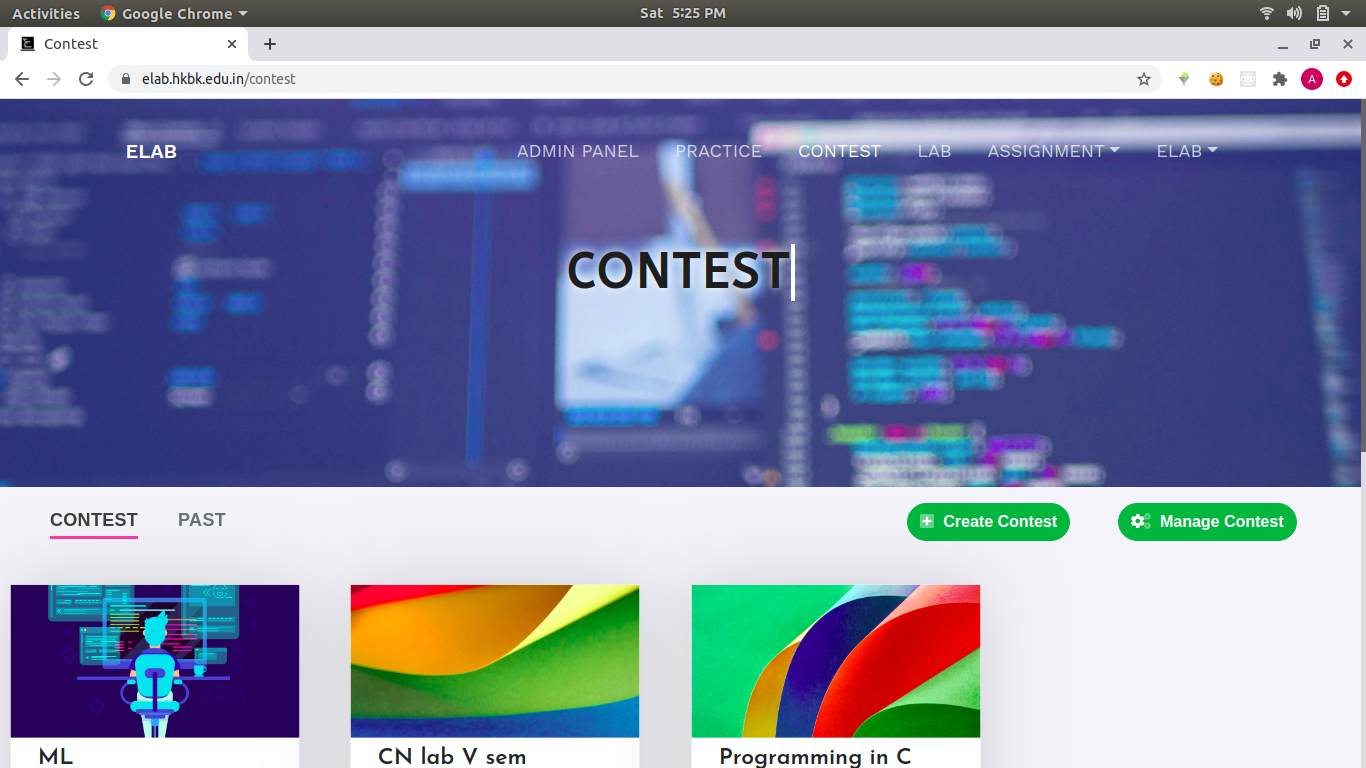 Activities Google Chrome Sat 5:25 PM
Contest
elab.hkbk.edu.in/contest A
ELAB ADMIN PANEL PRACTICE CONTEST LAB ASSIGNMENT ELAB
CONTEST
CONTEST PAST Create Contest Manage Contest
ML CN lab V sem Programming in C